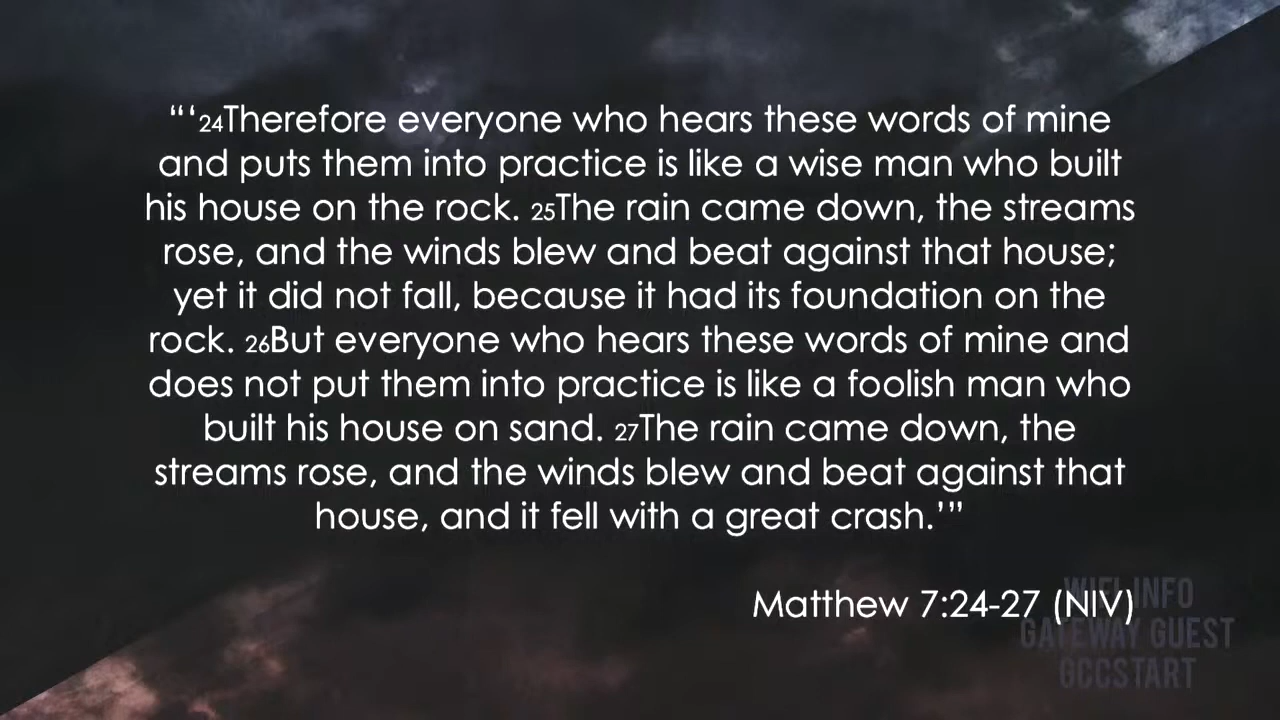 “‘24Therefore everyone who hears these words of mine
and puts them into practice is like a wise man who built
his house on the rock. 25The rain came down, the streams
rose, and the winds blew and beat against that house;
yet it did not fall, because it had its foundation on the
rock. 26But everyone who hears these words of mine and
does not put them into practice is like a foolish man who
built his house on sand. 27The rain came down, the
streams rose, and the winds blew and beat against that
house, and it fell with a great crash.’”
Matthew 7:24-27 (NIV)
WIFI INFO
GATEWAY GUEST
GCCSTART